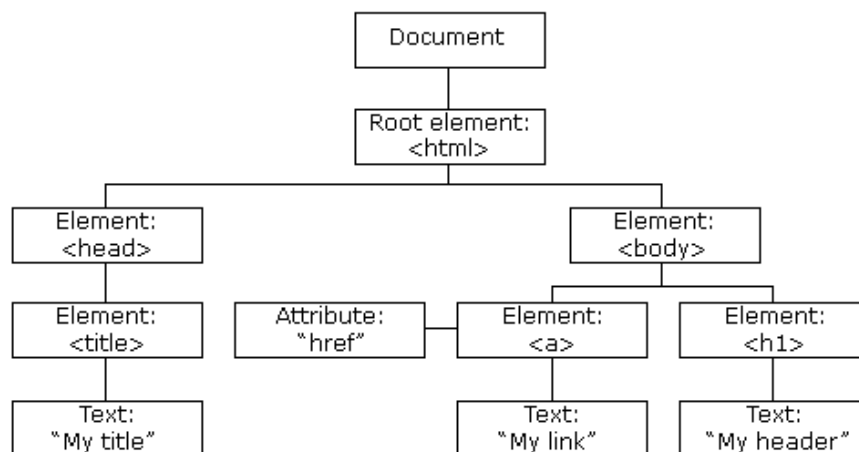 Document
Root element:
<html>
Element:
<head>
Element:
<body>
Element:
<title>
Attribute:
“href”
Element:
<a>
Element:
<h1>
Text:
“My title”
Text:
“My link”
Text:
“My header”